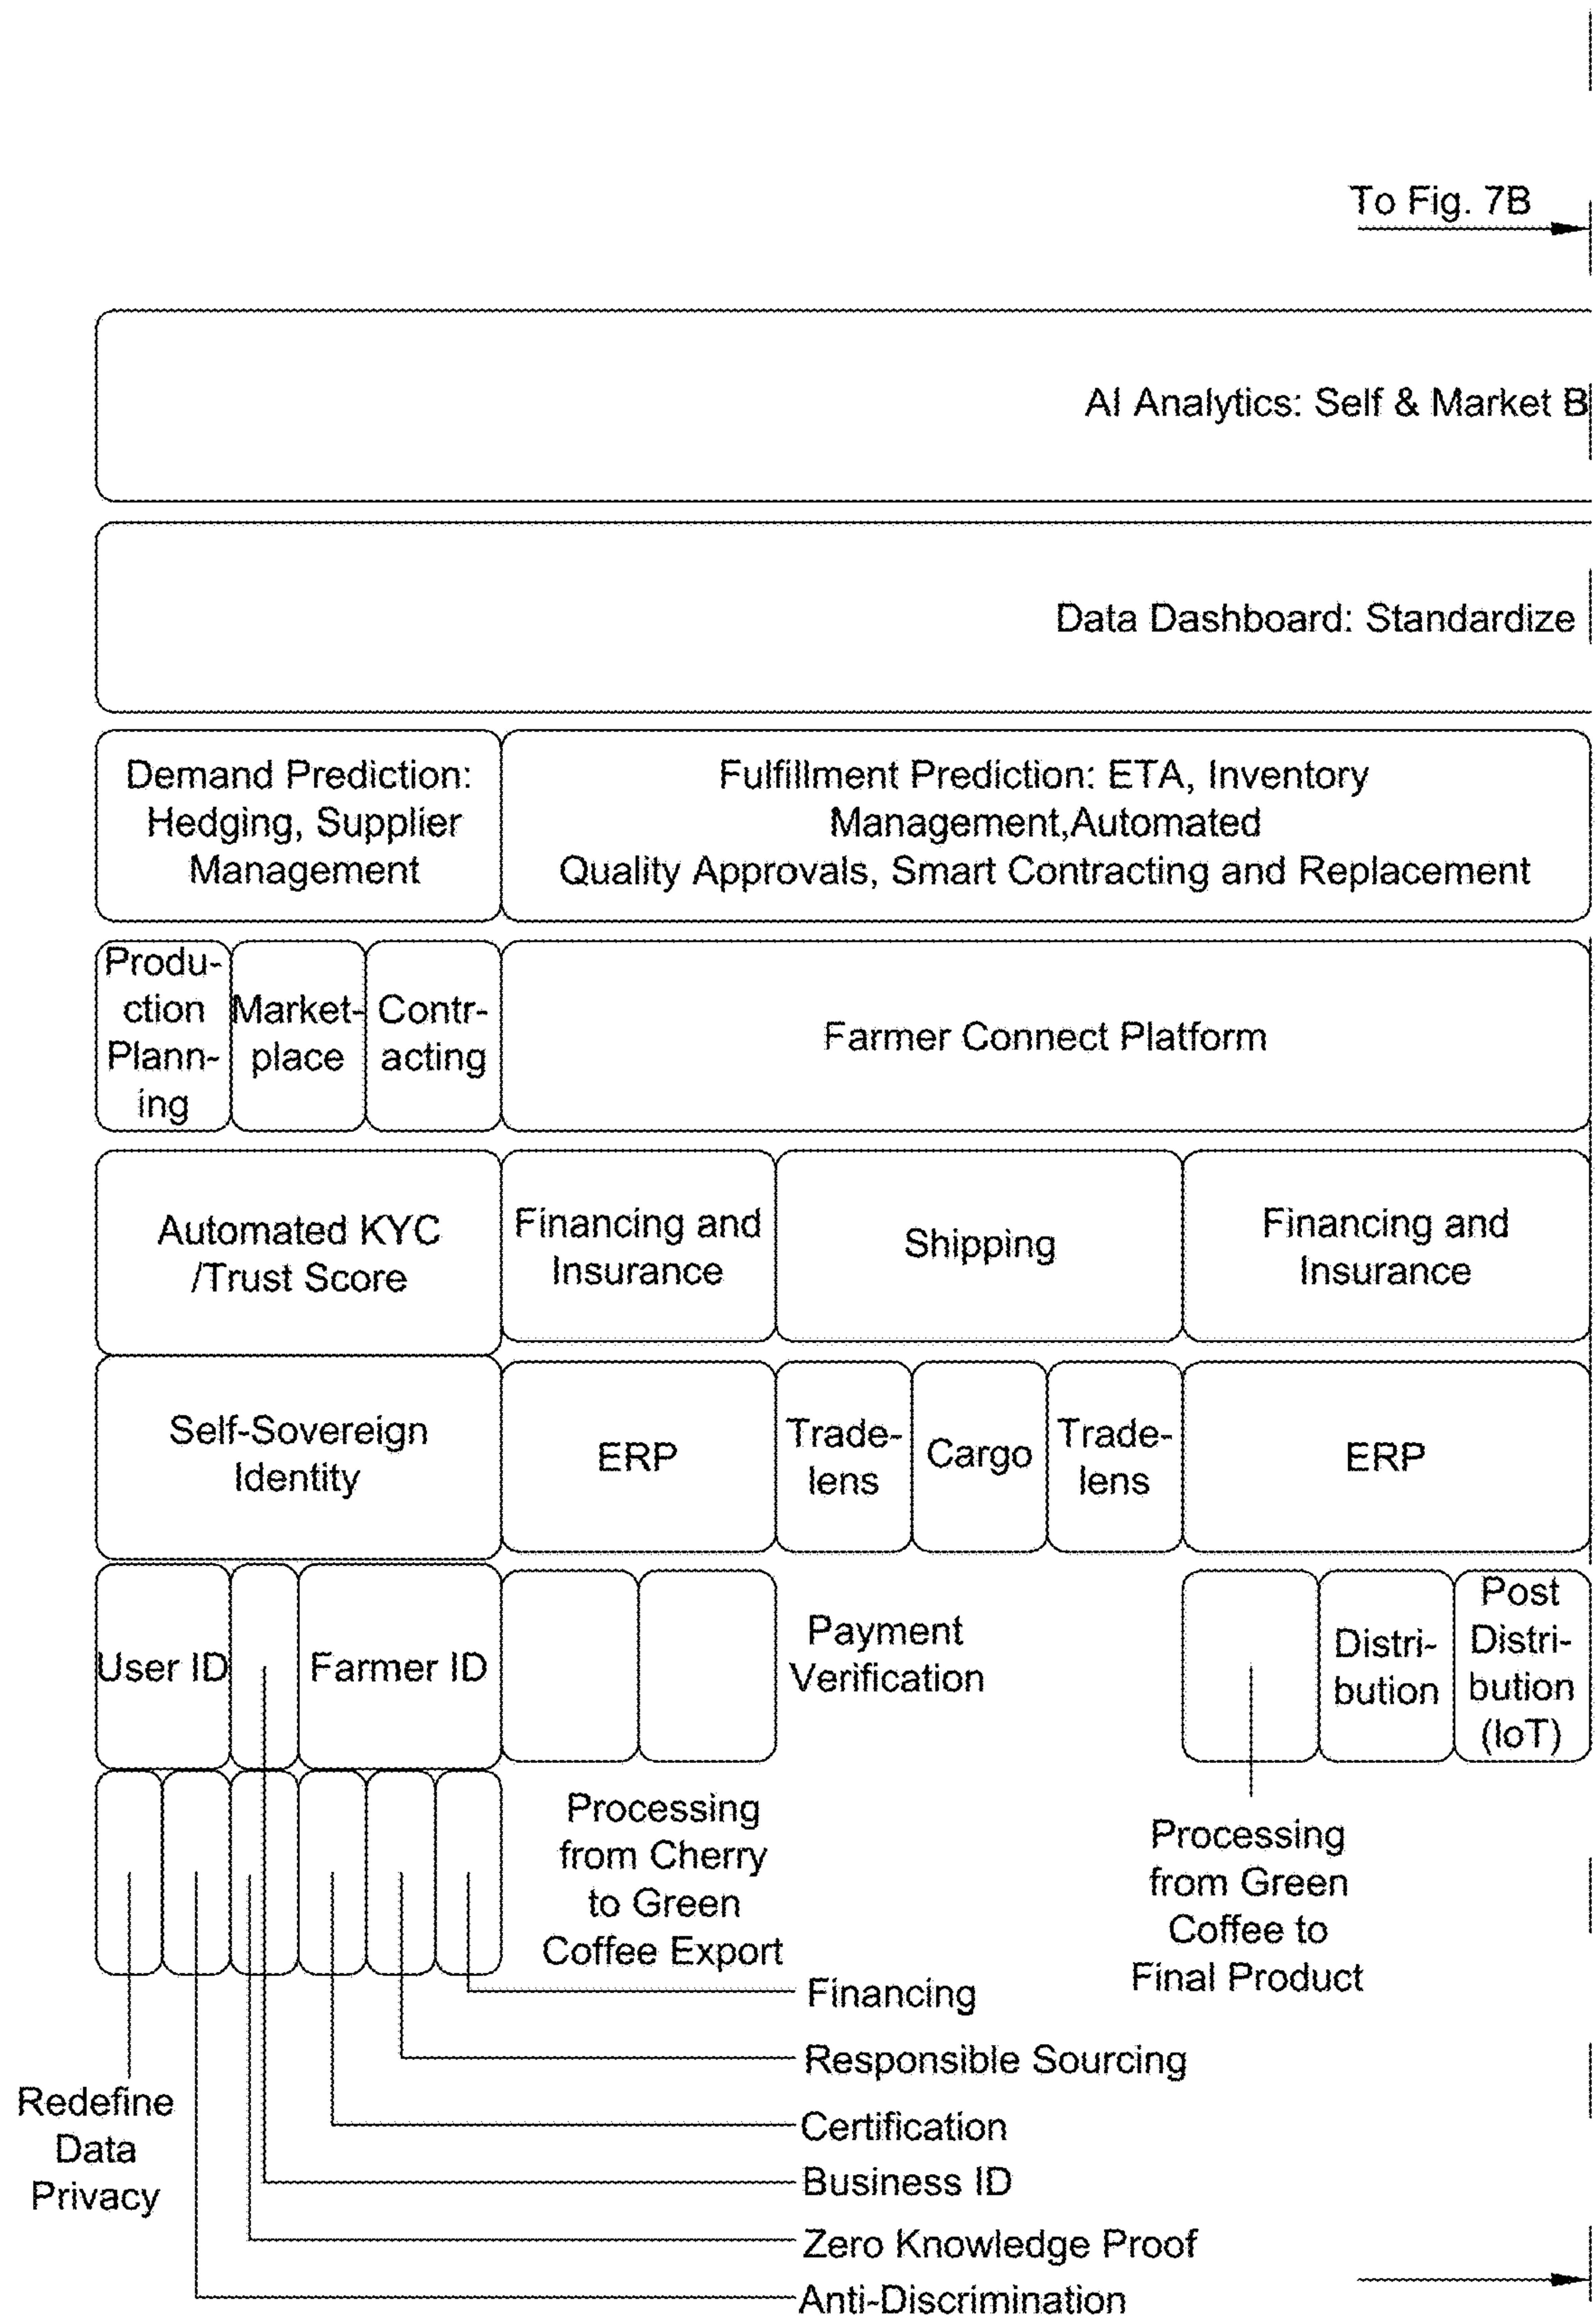 To Fig. 7B
AI Analytics: Self & Market B
Data Dashboard: Standardize
Demand Prediction:
Hedging, Supplier
Management
Fulfillment Prediction: ETA, Inventory
Management,Automated
Quality Approvals, Smart Contracting and Replacement
Produ-
ction
Plann-
ing
Market-
place
Contr-
acting
Farmer Connect Platform
Automated KYC
/Trust Score
Financing and
Insurance
Shipping
Financing and
Insurance
Self-Sovereign
Identity
ERP
Trade-
lens
Cargo
Trade-
lens
ERP
User ID
Farmer ID
Payment
Verification
Distri-
bution
Post
Distri-
bution
(IoT)
Processing
from Cherry
to Green
Coffee Export
Processing
from Green
Coffee to
Final Product
Financing
Responsible Sourcing
Redefine
Data
Privacy
Certification
Business ID
Zero Knowledge Proof
Anti-Discrimination